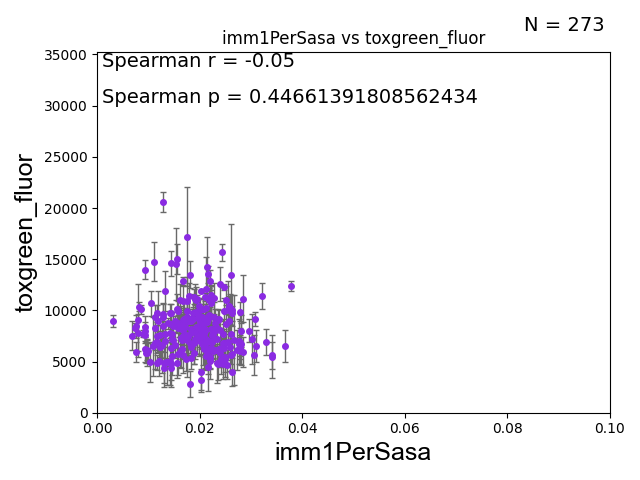 N = 273
imm1PerSasa vs toxgreen_fluor
Spearman r = -0.05
Spearman p = 0.44661391808562434
35000
30000
25000
20000
15000
10000
5000
0
toxgreen_fluor
0.00 0.02 0.04 0.06 0.08 0.10
imm1PerSasa